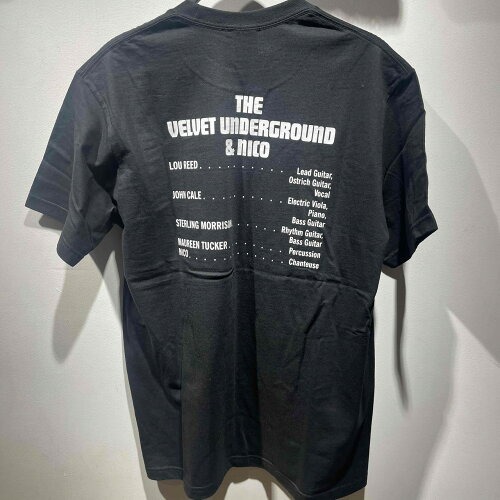 THE
VELVET UNDERGROUND
& NICO
LOU REED . . . . . . . . . . . . Lead Guitar,
Ostrich Guitar,
Vocal
JOHN CALE . . . . . . . . . . . Electric Viola,
Piano,
Bass Guitar
STERLING MORRISON . . . . . . . Rhythm Guitar,
Bass Guitar
MAUREEN TUCKER . . . . . . . . Percussion
NICO . . . . . . . . . . . . . Chanteuse